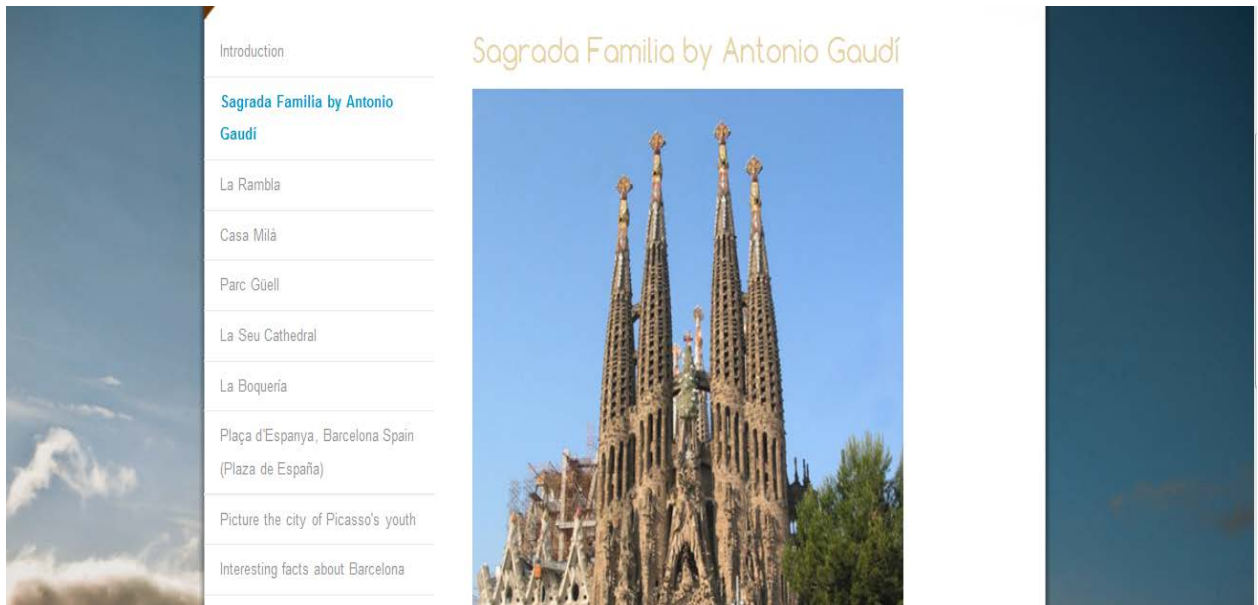 Introduction
Sagrada Familia by Antonio
Gaudí
La Rambla
Casa Milà
Parc Güell
La Seu Cathedral
La Boquería
Plaça d'Espanya, Barcelona Spain
(Plaza de España)
Picture the city of Picasso's youth
Interesting facts about Barcelona
Sagrada Familia by Antonio Gaudí